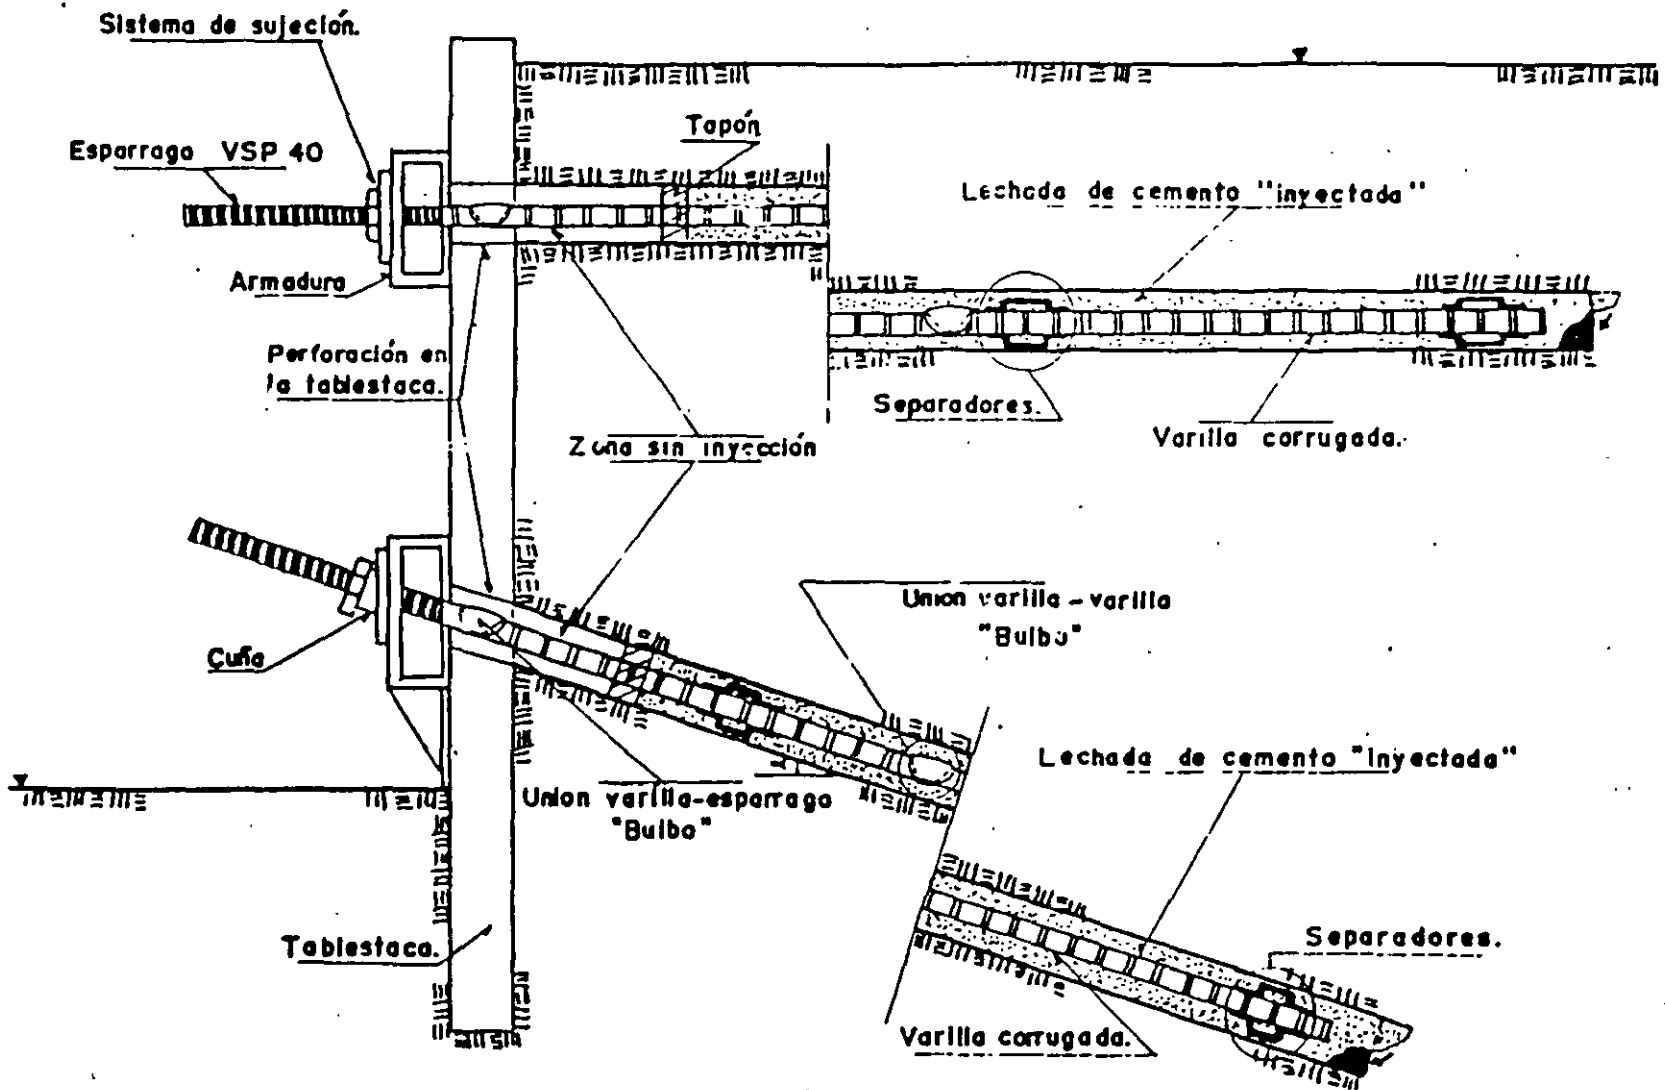 Sistema de sujeción.
Esparrago VSP 40
Tapón
Lechada de cemento "inyectada"
Armadura
Perforación en
la tablestaca.
Separadores.
Zona sin inyección
Varilla corrugada.
Union varilla-varilla
"Bulbo"
Cuña
Lechada de cemento "Inyectada"
Union varilla-esparrago
"Bulbo"
Tablestaca.
Separadores.
Varilla corrugada.